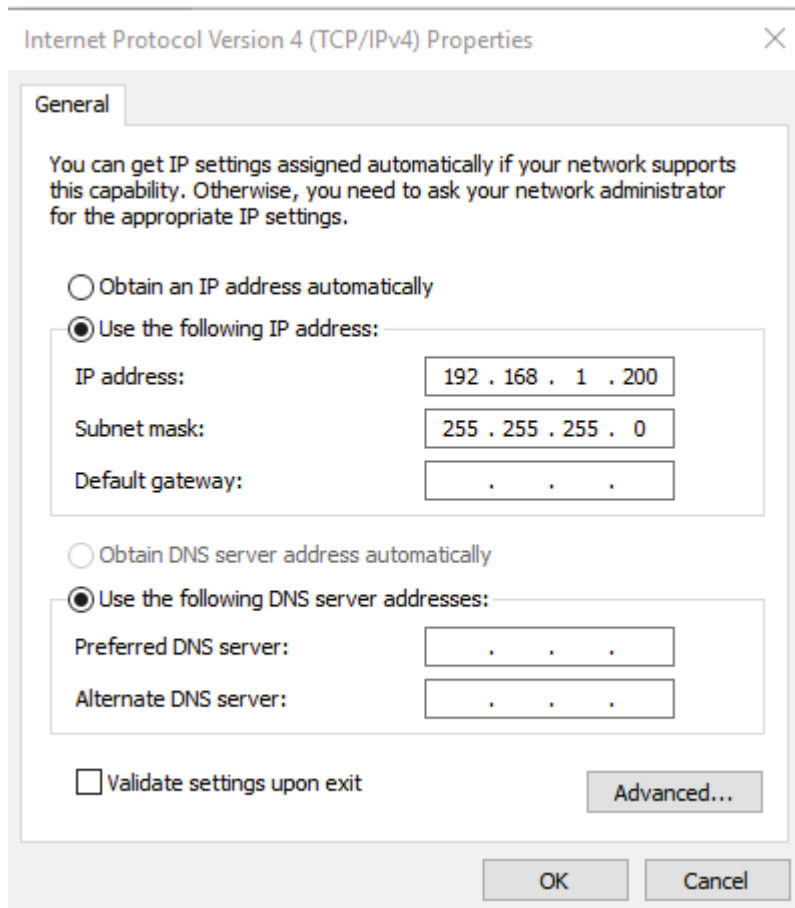 Internet Protocol Version 4 (TCP/IPv4) Properties
General
You can get IP settings assigned automatically if your network supports
this capability. Otherwise, you need to ask your network administrator
for the appropriate IP settings.
Obtain an IP address automatically
Use the following IP address:
IP address: 192 . 168 . 1 . 200
Subnet mask: 255 . 255 . 255 . 0
Default gateway: . . .
Obtain DNS server address automatically
Use the following DNS server addresses:
Preferred DNS server: . . .
Alternate DNS server: . . .
Validate settings upon exit
Advanced...
OK Cancel